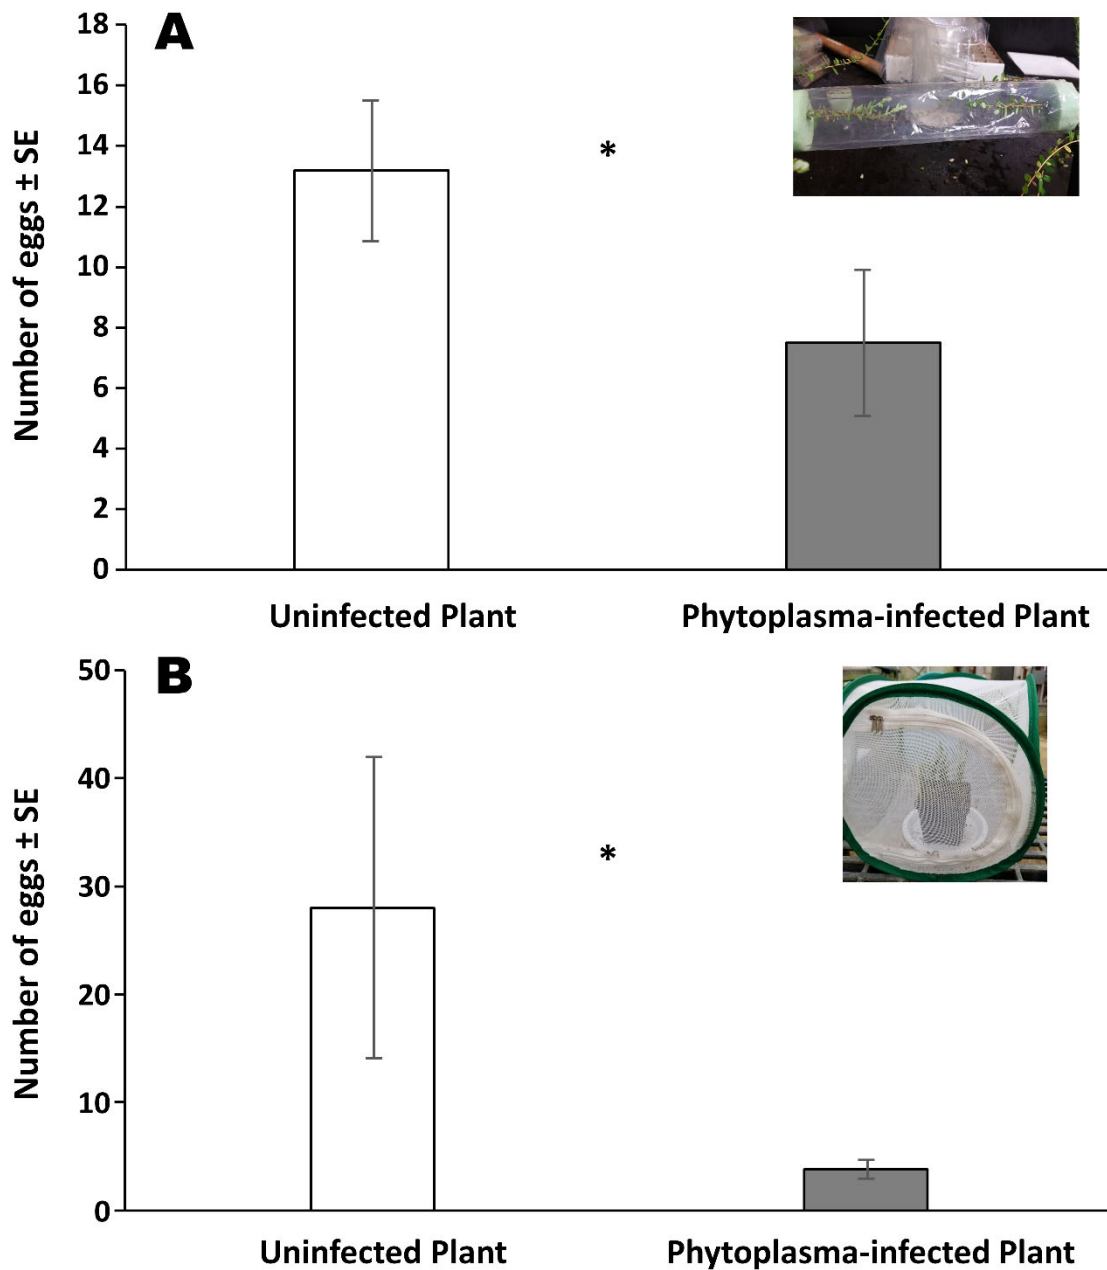 A
Number of eggs ± SE
18
16
14
12
10
8
6
4
2
0
*
Uninfected Plant
Phytoplasma-infected Plant
B
Number of eggs ± SE
50
40
30
20
10
0
*
Uninfected Plant
Phytoplasma-infected Plant